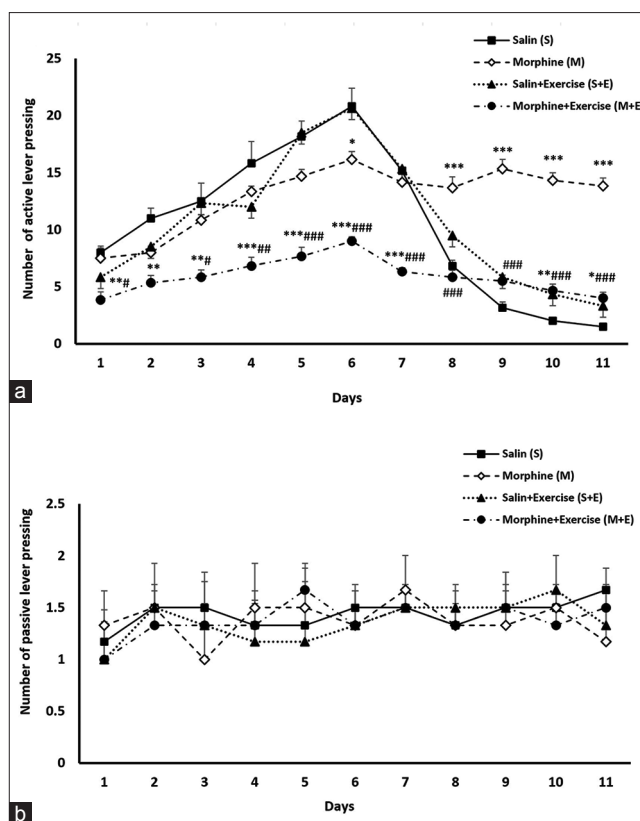 25
20
15
10
5
0
Number of active lever pressing
Salin (S)
Morphine (M)
Salin+Exercise (S+E)
Morphine+Exercise (M+E)
*
***
***
***
***
**#
**
**#
***##
***###
***###
***###
###
###
**###
*###
1 2 3 4 5 6 7 8 9 10 11
Days
a
2.5
2
1.5
1
0.5
0
Number of passive lever pressing
Salin (S)
Morphine (M)
Salin+Exercise (S+E)
Morphine+Exercise (M+E)
1 2 3 4 5 6 7 8 9 10 11
Days
b